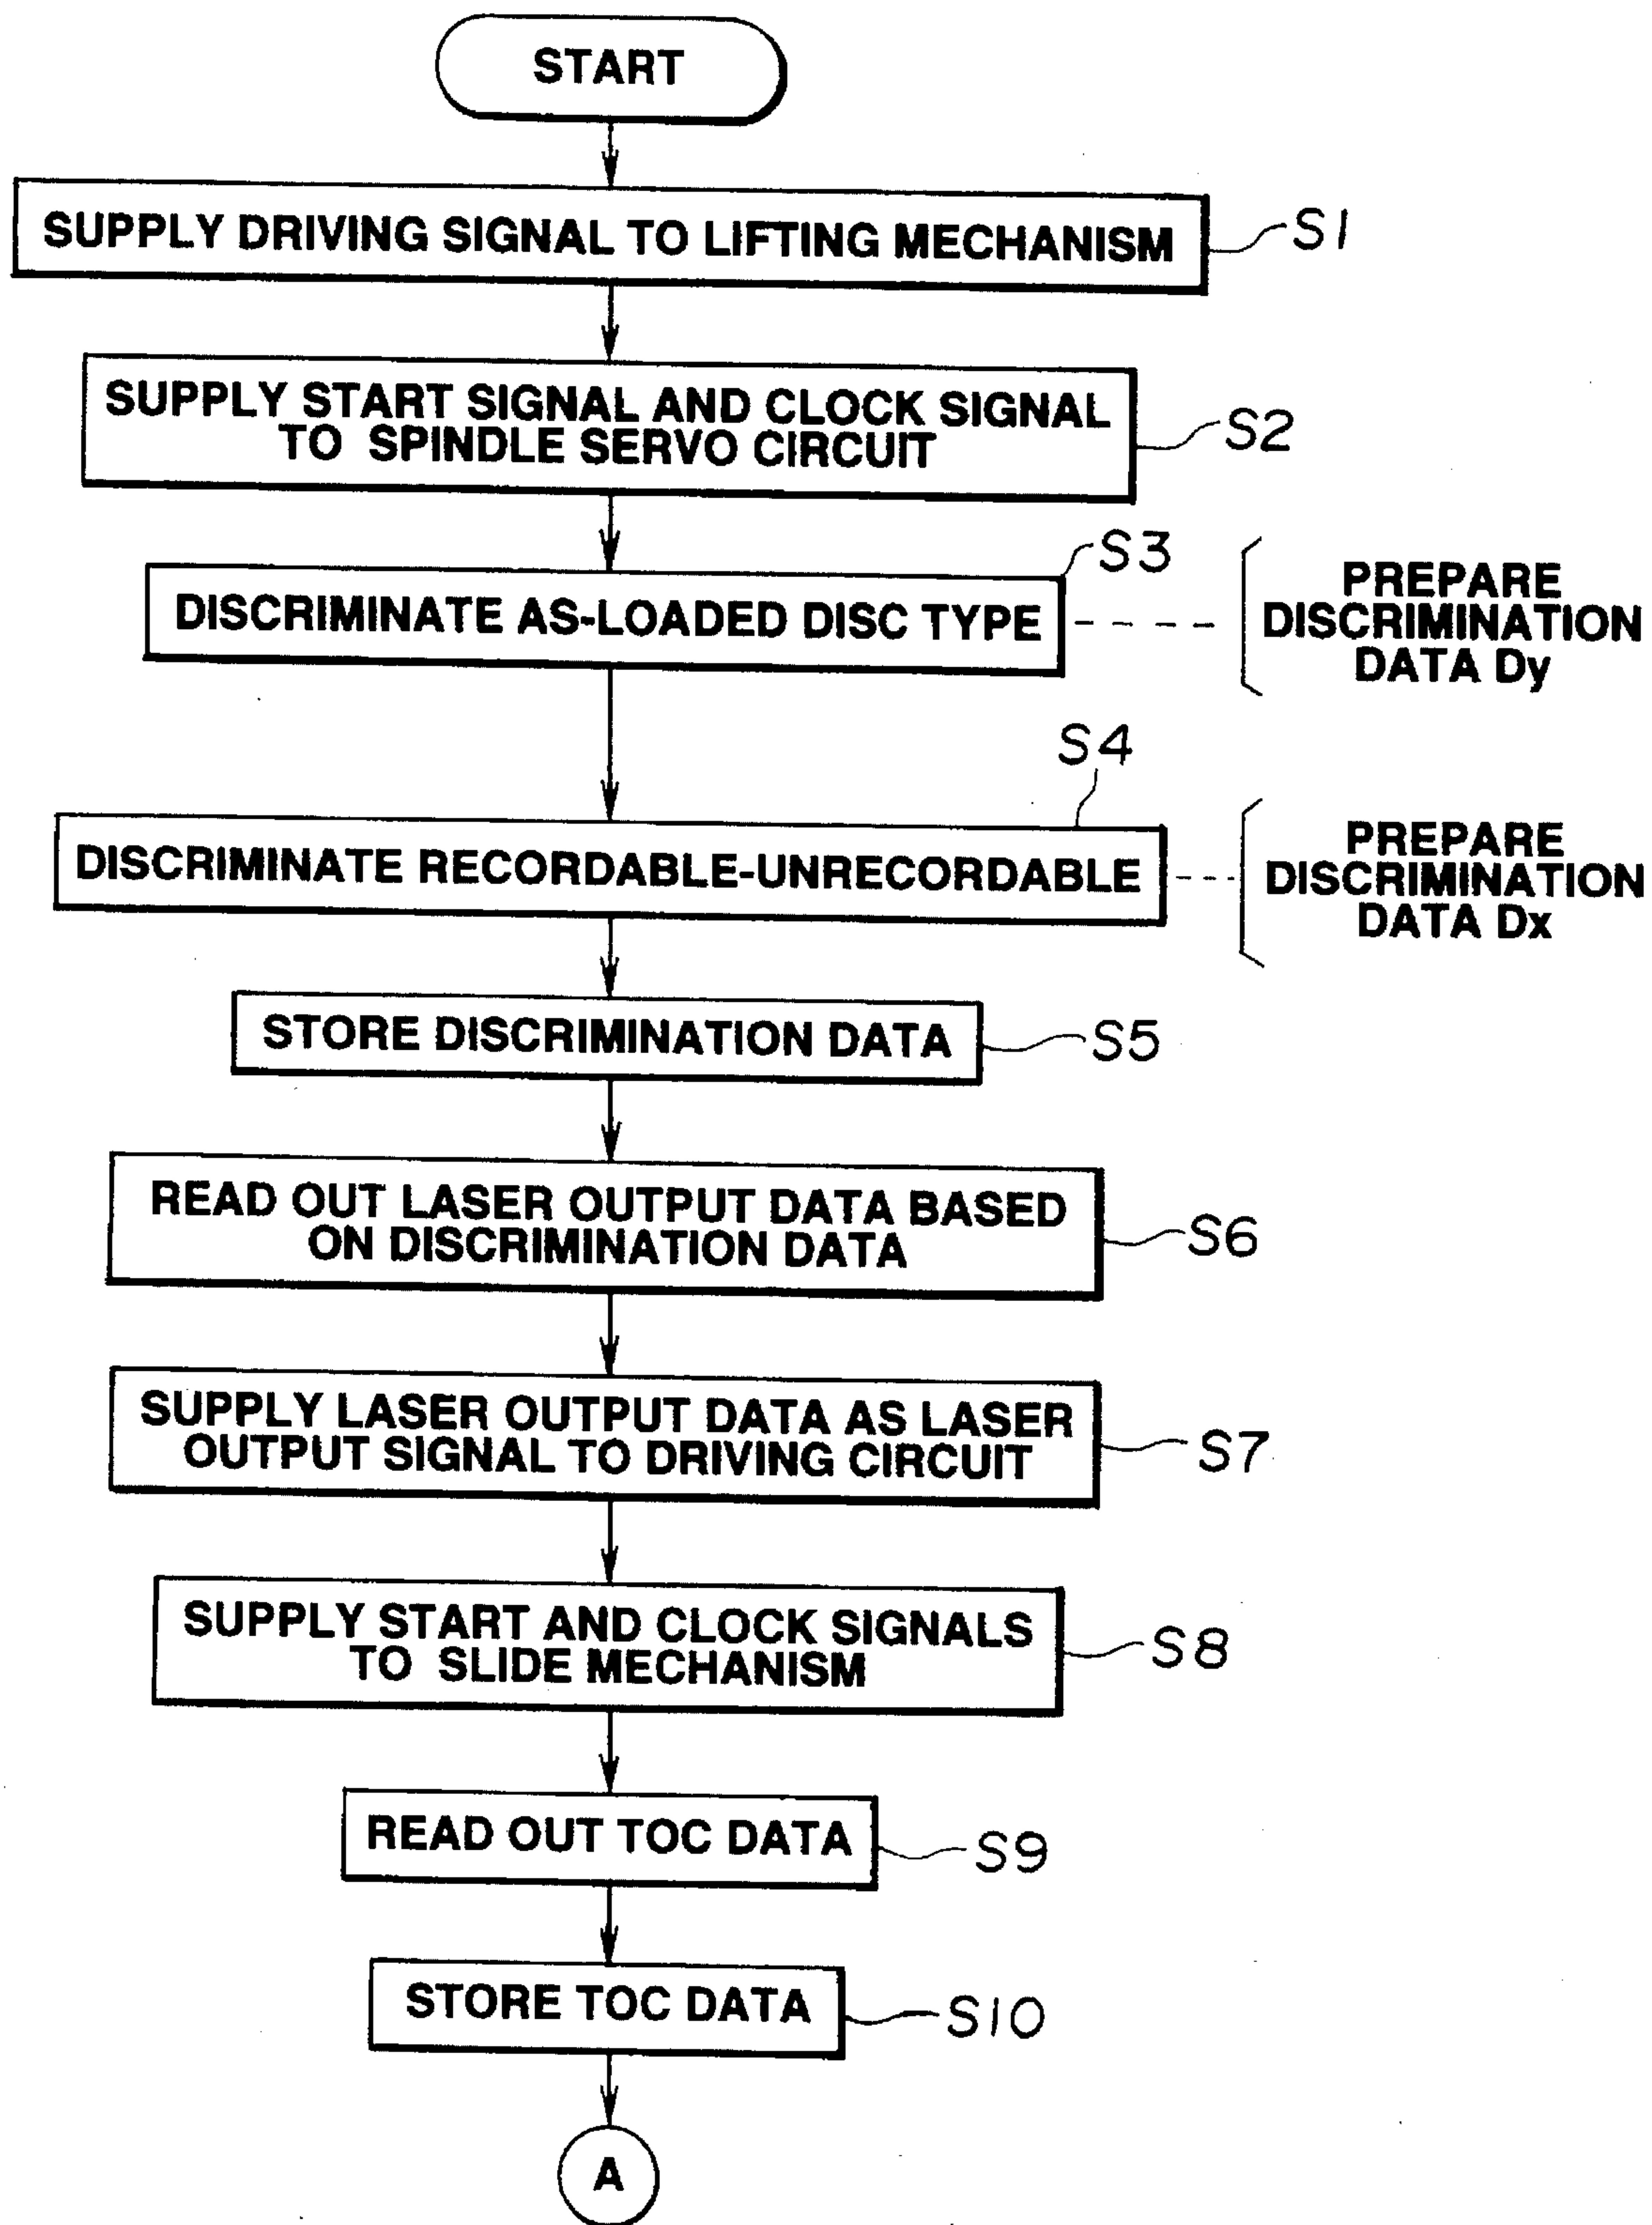 START
SUPPLY DRIVING SIGNAL TO LIFTING MECHANISM
S1
SUPPLY START SIGNAL AND CLOCK SIGNAL
TO SPINDLE SERVO CIRCUIT
S2
S3
DISCRIMINATE AS-LOADED DISC TYPE
PREPARE
DISCRIMINATION
DATA Dy
S4
DISCRIMINATE RECORDABLE-UNRECORDABLE
PREPARE
DISCRIMINATION
DATA Dx
STORE DISCRIMINATION DATA
S5
READ OUT LASER OUTPUT DATA BASED
ON DISCRIMINATION DATA
S6
SUPPLY LASER OUTPUT DATA AS LASER
OUTPUT SIGNAL TO DRIVING CIRCUIT
S7
SUPPLY START AND CLOCK SIGNALS
TO SLIDE MECHANISM
S8
READ OUT TOC DATA
S9
STORE TOC DATA
S10
A